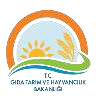 T.C.
GIDA TARIM VE HAYVANCILIK
BAKANLIĞI